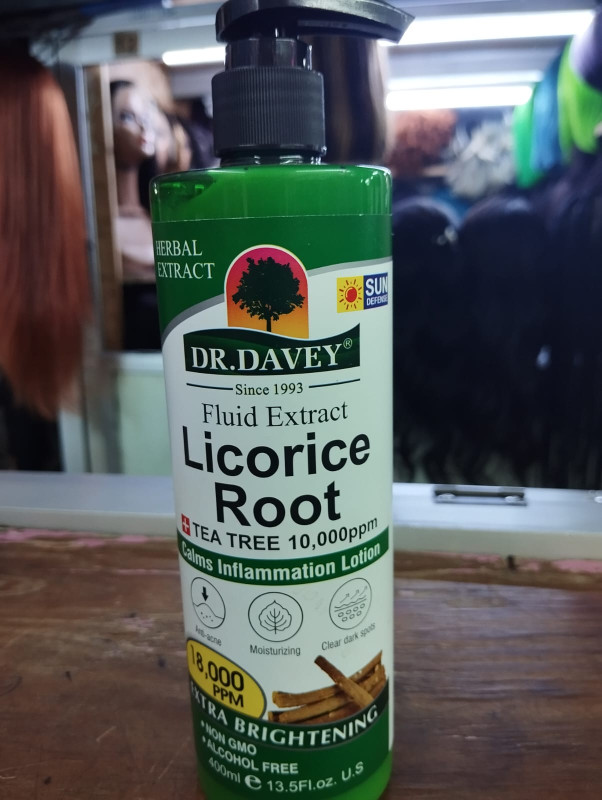 HERBAL
EXTRACT
SUN
DEFENSE
DR.DAVEY®
Since 1993
Fluid Extract
Licorice
Root
TEA TREE 10,000ppm
Calms Inflammation Lotion
Anti-acne
Moisturizing
Clear dark spots
18,000
PPM
EXTRA BRIGHTENING
•NON GMO
•ALCOHOL FREE
400ml e 13.5Fl.oz. U.S